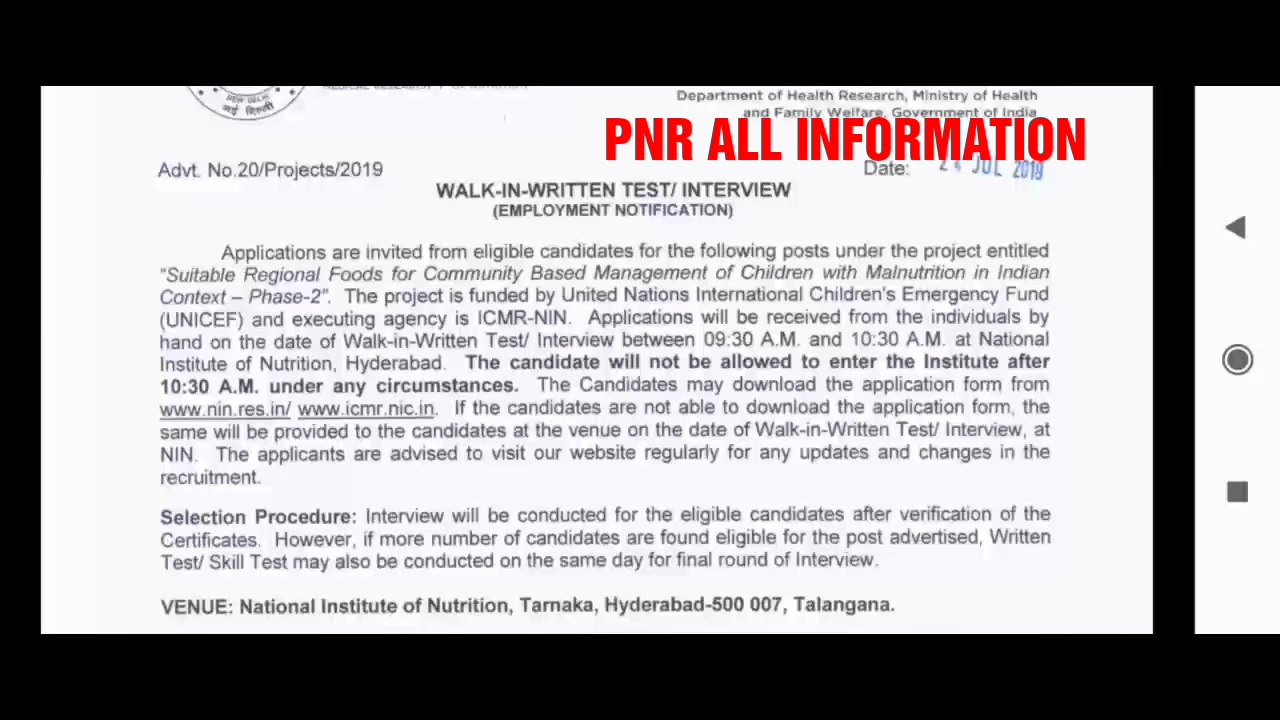 NEW DELHI
नई दिल्ली
Department of Health Research, Ministry of Health
and Family Welfare, Government of India
PNR ALL INFORMATION
Advt. No.20/Projects/2019
Date: JUL 2019
WALK-IN-WRITTEN TEST/ INTERVIEW
(EMPLOYMENT NOTIFICATION)
Applications are invited from eligible candidates for the following posts under the project entitled
“Suitable Regional Foods for Community Based Management of Children with Malnutrition in Indian
Context – Phase-2”. The project is funded by United Nations International Children's Emergency Fund
(UNICEF) and executing agency is ICMR-NIN. Applications will be received from the individuals by
hand on the date of Walk-in-Written Test/ Interview between 09:30 A.M. and 10:30 A.M. at National
Institute of Nutrition, Hyderabad. The candidate will not be allowed to enter the Institute after
10:30 A.M. under any circumstances. The Candidates may download the application form from
www.nin.res.in/ www.icmr.nic.in. If the candidates are not able to download the application form, the
same will be provided to the candidates at the venue on the date of Walk-in-Written Test/ Interview, at
NIN. The applicants are advised to visit our website regularly for any updates and changes in the
recruitment.
Selection Procedure: Interview will be conducted for the eligible candidates after verification of the
Certificates. However, if more number of candidates are found eligible for the post advertised, Written
Test/ Skill Test may also be conducted on the same day for final round of Interview.
VENUE: National Institute of Nutrition, Tarnaka, Hyderabad-500 007, Talangana.